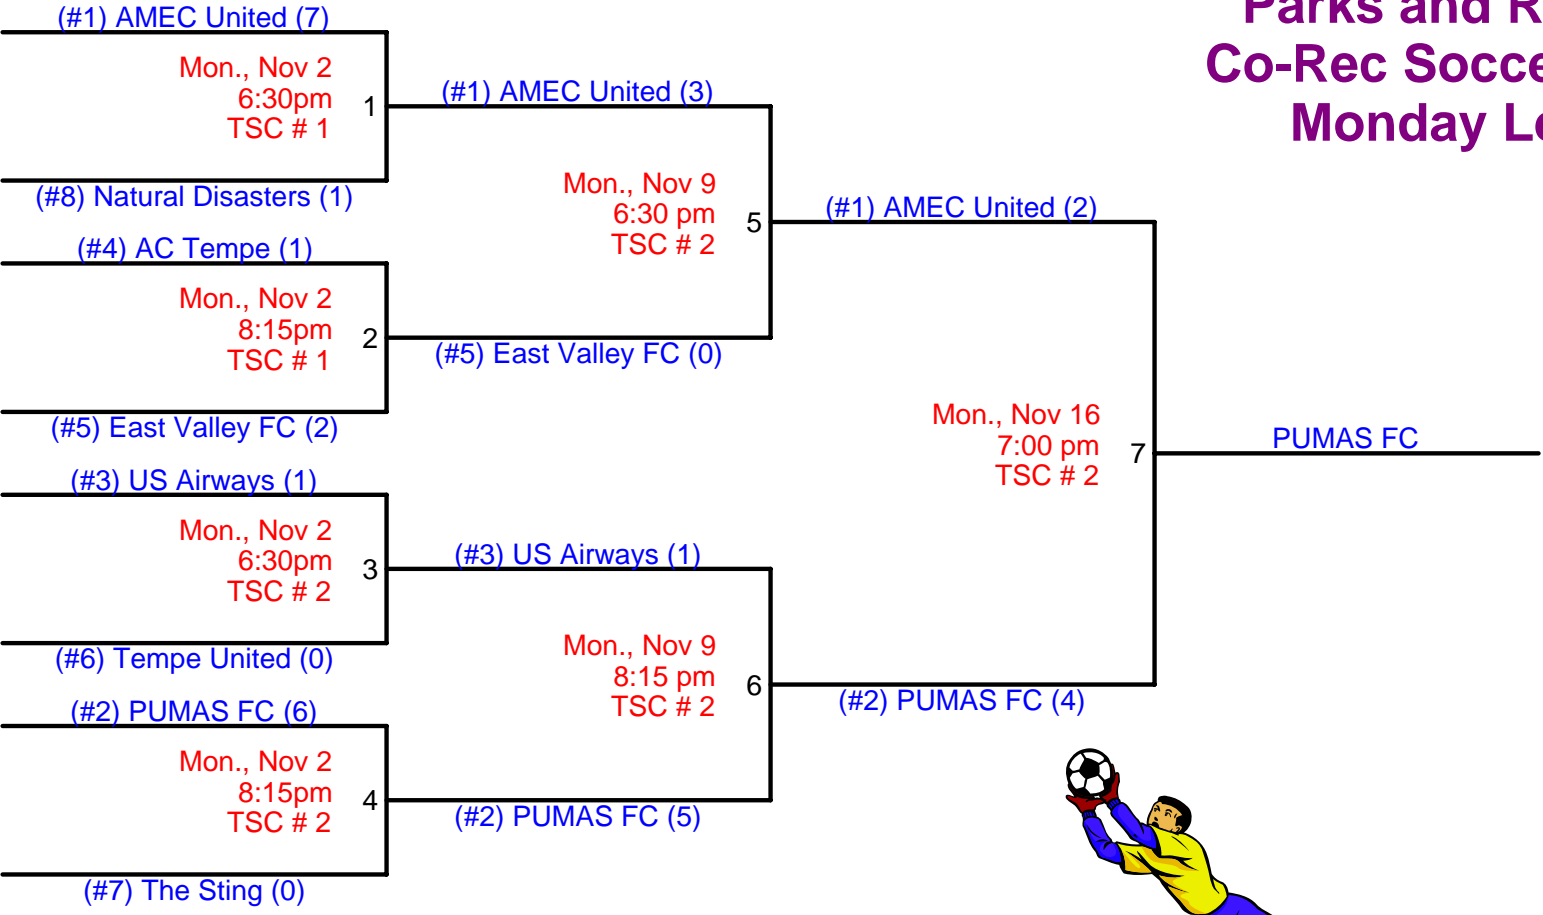 Parks and R
Co-Rec Socce
Monday Le
(#1) AMEC United (7)
Mon., Nov 2
6:30pm
TSC # 1
1
(#8) Natural Disasters (1)
(#4) AC Tempe (1)
Mon., Nov 2
8:15pm
TSC # 1
2
(#5) East Valley FC (2)
(#3) US Airways (1)
Mon., Nov 2
6:30pm
TSC # 2
3
(#6) Tempe United (0)
(#2) PUMAS FC (6)
Mon., Nov 2
8:15pm
TSC # 2
4
(#7) The Sting (0)
(#1) AMEC United (3)
Mon., Nov 9
6:30 pm
TSC # 2
5
(#5) East Valley FC (0)
(#3) US Airways (1)
Mon., Nov 9
8:15 pm
TSC # 2
6
(#2) PUMAS FC (5)
(#1) AMEC United (2)
Mon., Nov 16
7:00 pm
TSC # 2
7
(#2) PUMAS FC (4)
PUMAS FC